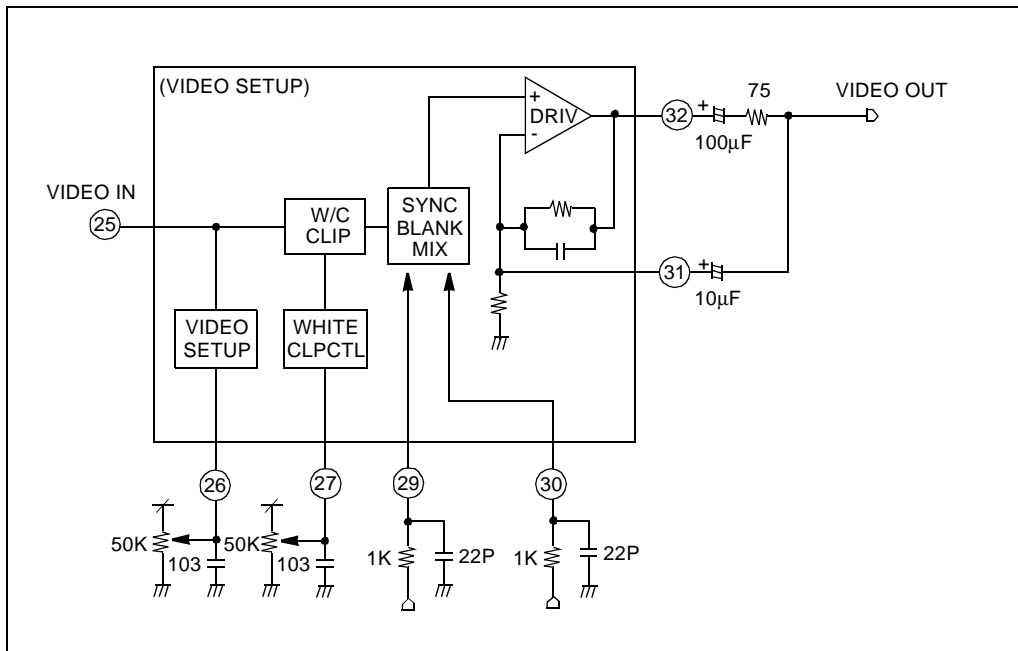 (VIDEO SETUP)
+
DRIV
-
32
+
100µF
75
VIDEO OUT
VIDEO IN
25
W/C
CLIP
SYNC
BLANK
MIX
31
+
10µF
VIDEO
SETUP
WHITE
CLPCTL
26
27
29
30
50K
103
50K
103
1K
22P
1K
22P